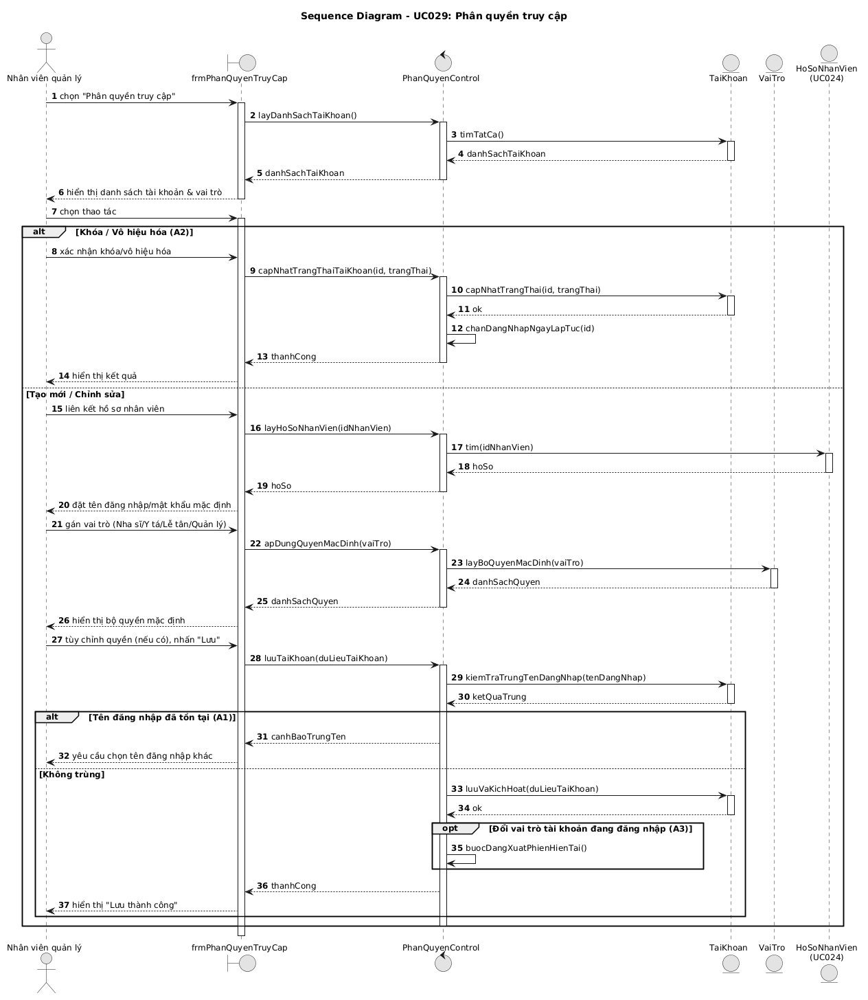 Sequence Diagram - UC029: Phân quyền truy cập
Nhân viên quản lý
frmPhanQuyenTruyCap
PhanQuyenControl
TaiKhoan
VaiTro
HoSoNhanVien
(UC024)
1 chọn "Phân quyền truy cập"
2 layDanhSachTaiKhoan()
3 timTatCa()
4 danhSachTaiKhoan
5 danhSachTaiKhoan
6 hiển thị danh sách tài khoản & vai trò
7 chọn thao tác
alt [Khóa / Vô hiệu hóa (A2)]
8 xác nhận khóa/vô hiệu hóa
9 capNhatTrangThaiTaiKhoan(id, trangThai)
10 capNhatTrangThai(id, trangThai)
11 ok
12 chanDangNhapNgayLapTuc(id)
13 thanhCong
14 hiển thị kết quả
[Tạo mới / Chỉnh sửa]
15 liên kết hồ sơ nhân viên
16 layHoSoNhanVien(idNhanVien)
17 tim(idNhanVien)
18 hoSo
19 hoSo
20 đặt tên đăng nhập/mật khẩu mặc định
21 gán vai trò (Nha sĩ/Y tá/Lễ tân/Quản lý)
22 apDungQuyenMacDinh(vaiTro)
23 layBoQuyenMacDinh(vaiTro)
24 danhSachQuyen
25 danhSachQuyen
26 hiển thị bộ quyền mặc định
27 tùy chỉnh quyền (nếu có), nhấn "Lưu"
28 luuTaiKhoan(duLieuTaiKhoan)
29 kiemTraTrungTenDangNhap(tenDangNhap)
30 ketQuaTrung
alt [Tên đăng nhập đã tồn tại (A1)]
31 canhBaoTrungTen
32 yêu cầu chọn tên đăng nhập khác
[Không trùng]
33 luuVaKichHoat(duLieuTaiKhoan)
34 ok
opt [Đổi vai trò tài khoản đang đăng nhập (A3)]
35 buocDangXuatPhienHienTai()
36 thanhCong
37 hiển thị "Lưu thành công"
Nhân viên quản lý
frmPhanQuyenTruyCap
PhanQuyenControl
TaiKhoan
VaiTro
HoSoNhanVien
(UC024)